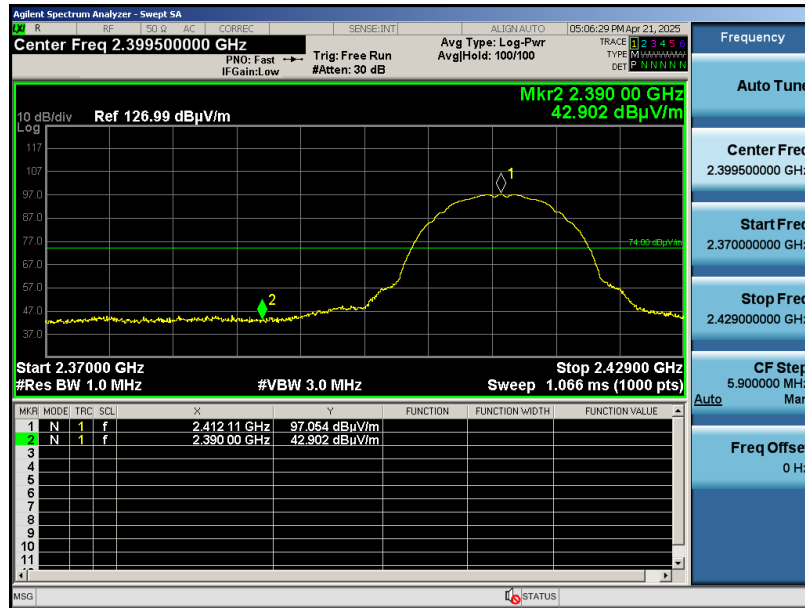 Agilent Spectrum Analyzer - Swept SA
LXI R RF 50 Ω AC CORREC SENSE:INT ALIGN AUTO 05:06:29 PM Apr 21, 2025
Center Freq 2.399500000 GHz
PNO: Fast
IFGain:Low
Trig: Free Run
#Atten: 30 dB
Avg Type: Log-Pwr
Avg|Hold: 100/100
TRACE 1 2 3 4 5 6
TYPE M WWWWW
DET P N N N N N
Mkr2 2.390 00 GHz
42.902 dBµV/m
10 dB/div Ref 126.99 dBµV/m
Log
117
107
97.0
87.0
77.0
67.0
57.0
47.0
37.0
1
2
74.00 dBµV/m
Start 2.37000 GHz Stop 2.42900 GHz
#Res BW 1.0 MHz #VBW 3.0 MHz Sweep 1.066 ms (1000 pts)
MKR MODE TRC SCL X Y FUNCTION FUNCTION WIDTH FUNCTION VALUE
1 N 1 f 2.412 11 GHz 97.054 dBµV/m
2 N 1 f 2.390 00 GHz 42.902 dBµV/m
3
4
5
6
7
8
9
10
11
MSG STATUS
Frequency
Auto Tune
Center Freq
2.399500000 GHz
Start Freq
2.370000000 GHz
Stop Freq
2.429000000 GHz
CF Step
5.900000 MHz
Auto Man
Freq Offset
0 Hz